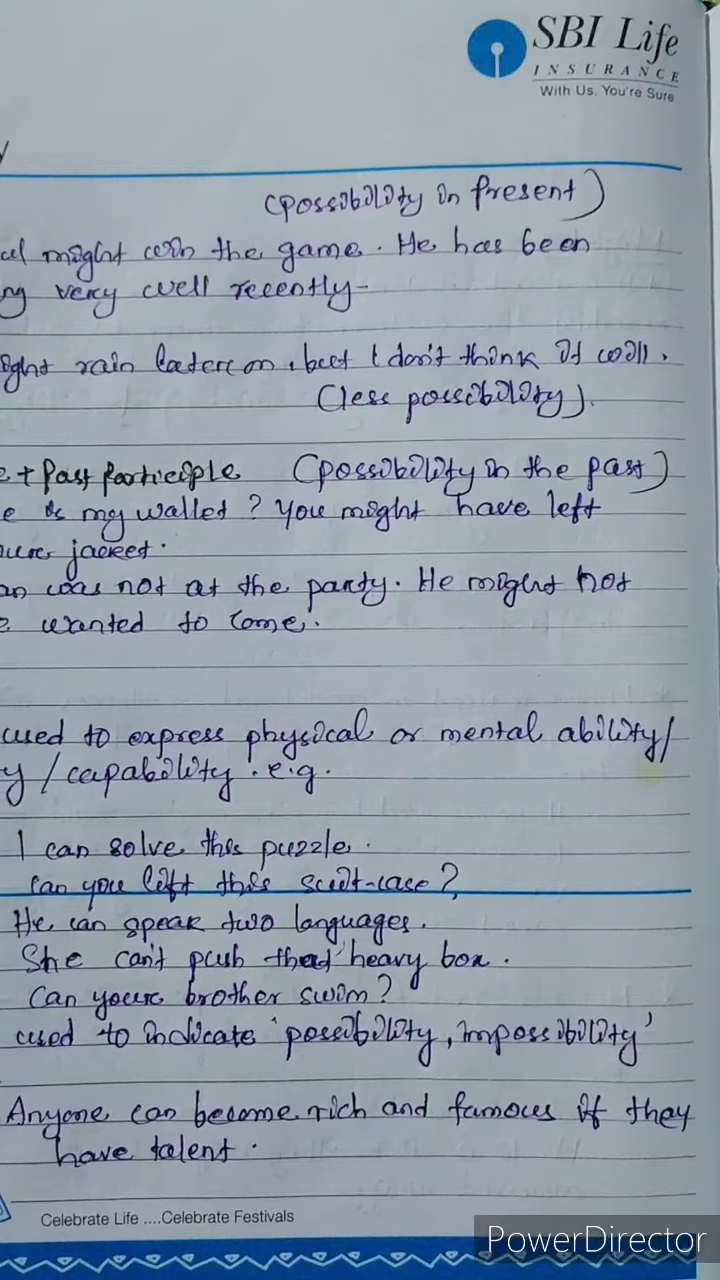 SBI Life
INSURANCE
With Us, You're Sure
(possibility in Present)
might win the game. He has been
ng very well recently-
ight rain later on, but I don't think it will.
(less possibility).
e + Past Participle (possibility in the past)
e is my wallet? You might have left
your jacket.
an was not at the party. He might not
e wanted to come.
used to express physical or mental ability/
y/capability. e.g.
I can solve this puzzle.
Can you lift this suit-case?
He can speak two languages.
She can't push that heavy box.
Can your brother swim?
used to indicate 'possibility, impossibility'
Anyone can become rich and famous if they
have talent.
Celebrate Life ....Celebrate Festivals
PowerDirector